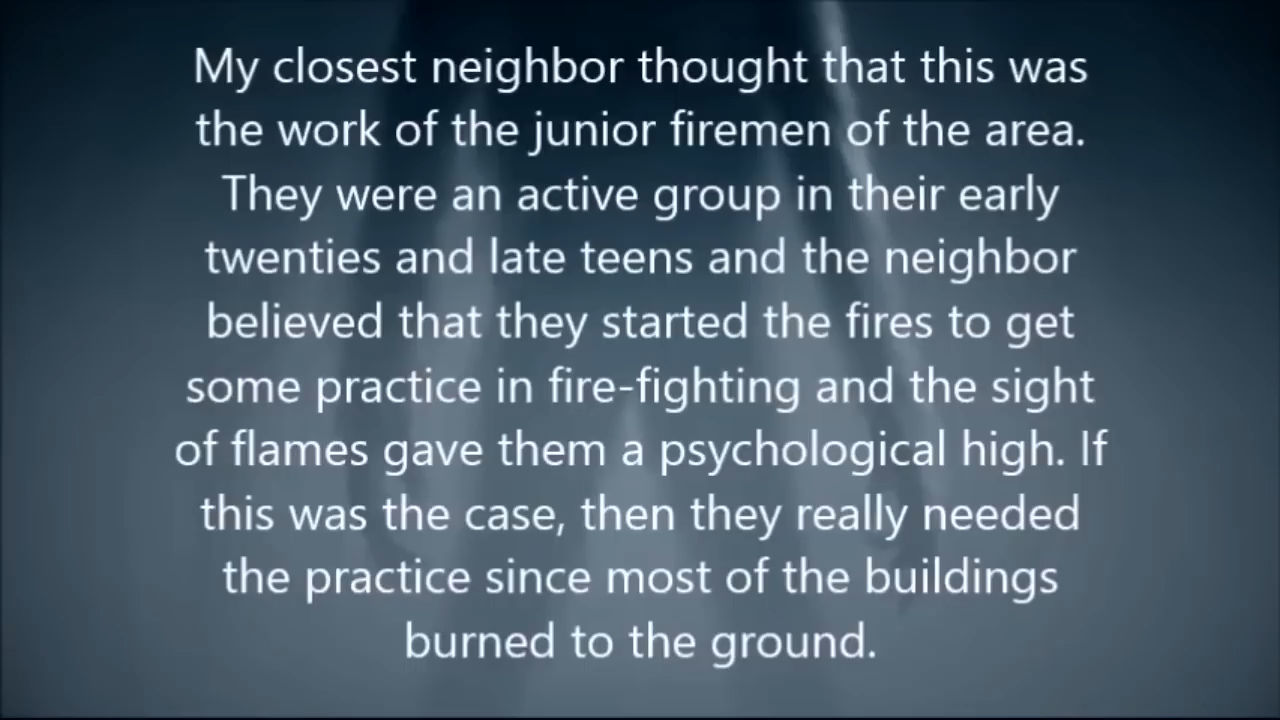 My closest neighbor thought that this was
the work of the junior firemen of the area.
They were an active group in their early
twenties and late teens and the neighbor
believed that they started the fires to get
some practice in fire-fighting and the sight
of flames gave them a psychological high. If
this was the case, then they really needed
the practice since most of the buildings
burned to the ground.